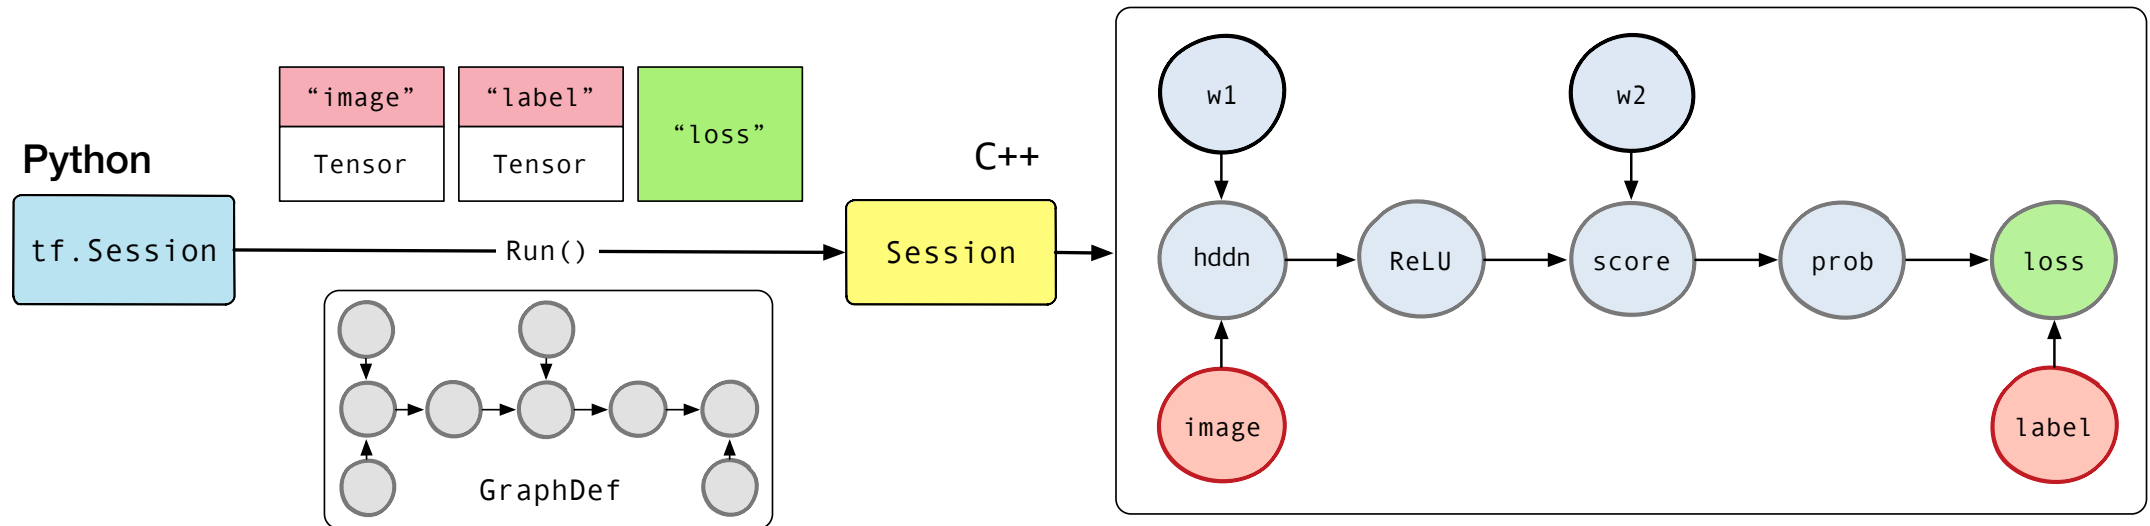 Python
tf.Session
“image”
Tensor
“label”
Tensor
“loss”
Run()
GraphDef
C++
Session
w1
w2
hddn
ReLU
score
prob
loss
image
label